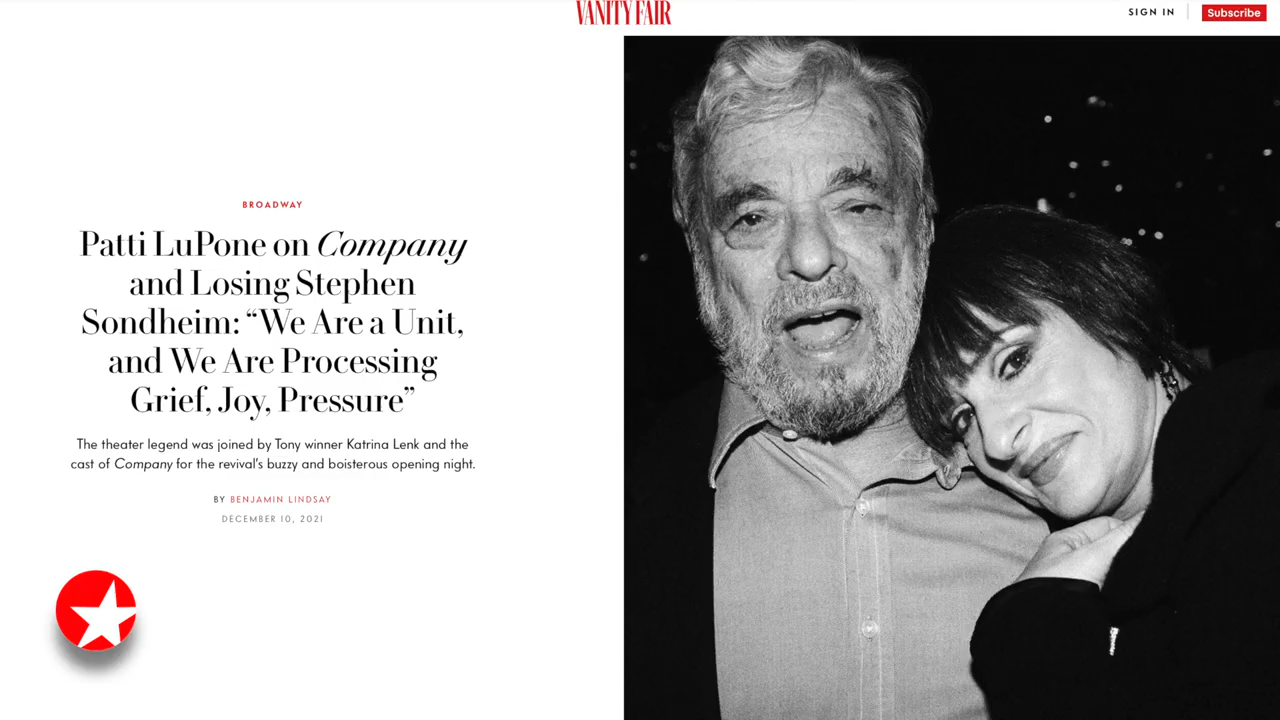 VANITY FAIR
SIGN IN
Subscribe
BROADWAY
Patti LuPone on Company
and Losing Stephen
Sondheim: “We Are a Unit,
and We Are Processing
Grief, Joy, Pressure”
The theater legend was joined by Tony winner Katrina Lenk and the
cast of Company for the revival's buzzy and boisterous opening night.
BY BENJAMIN LINDSAY
DECEMBER 10, 2021